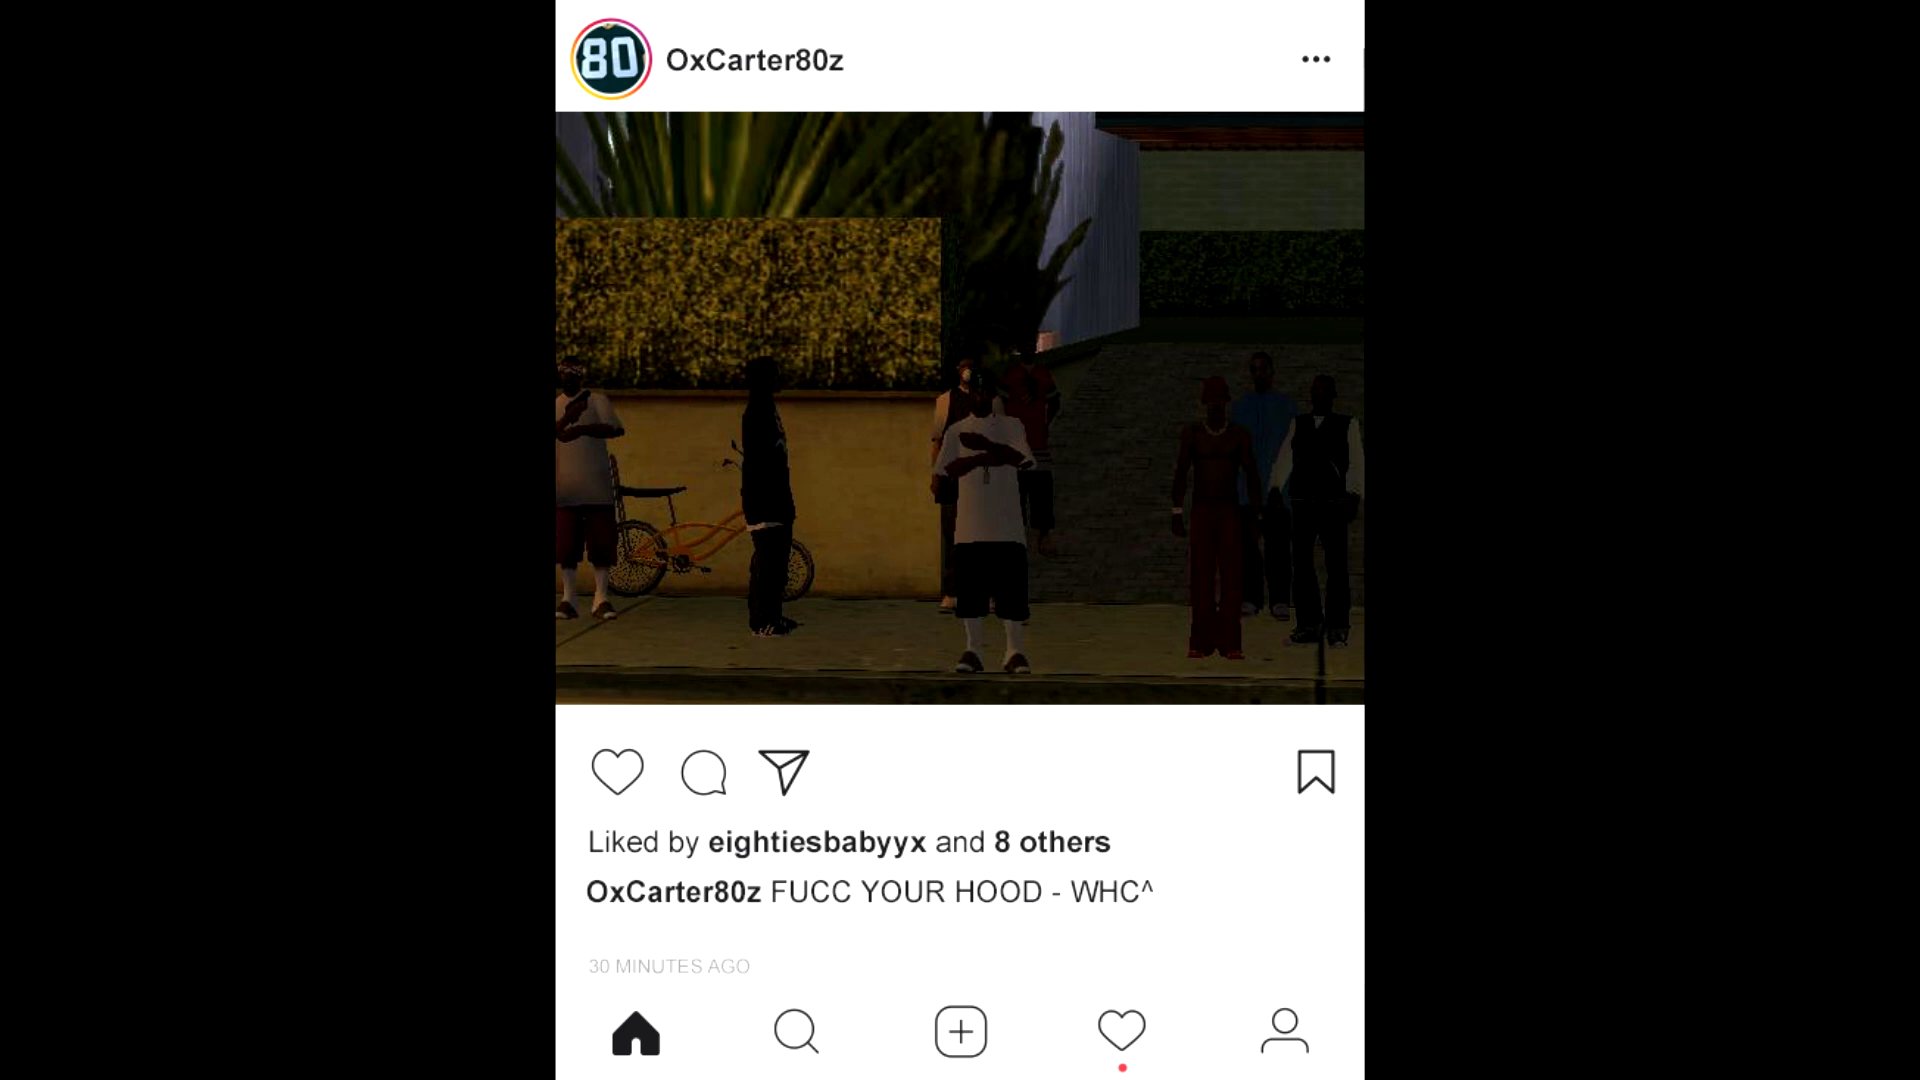 80
OxCarter80z
Liked by eightiesbabyyx and 8 others
OxCarter80z FUCC YOUR HOOD - WHC^
30 MINUTES AGO